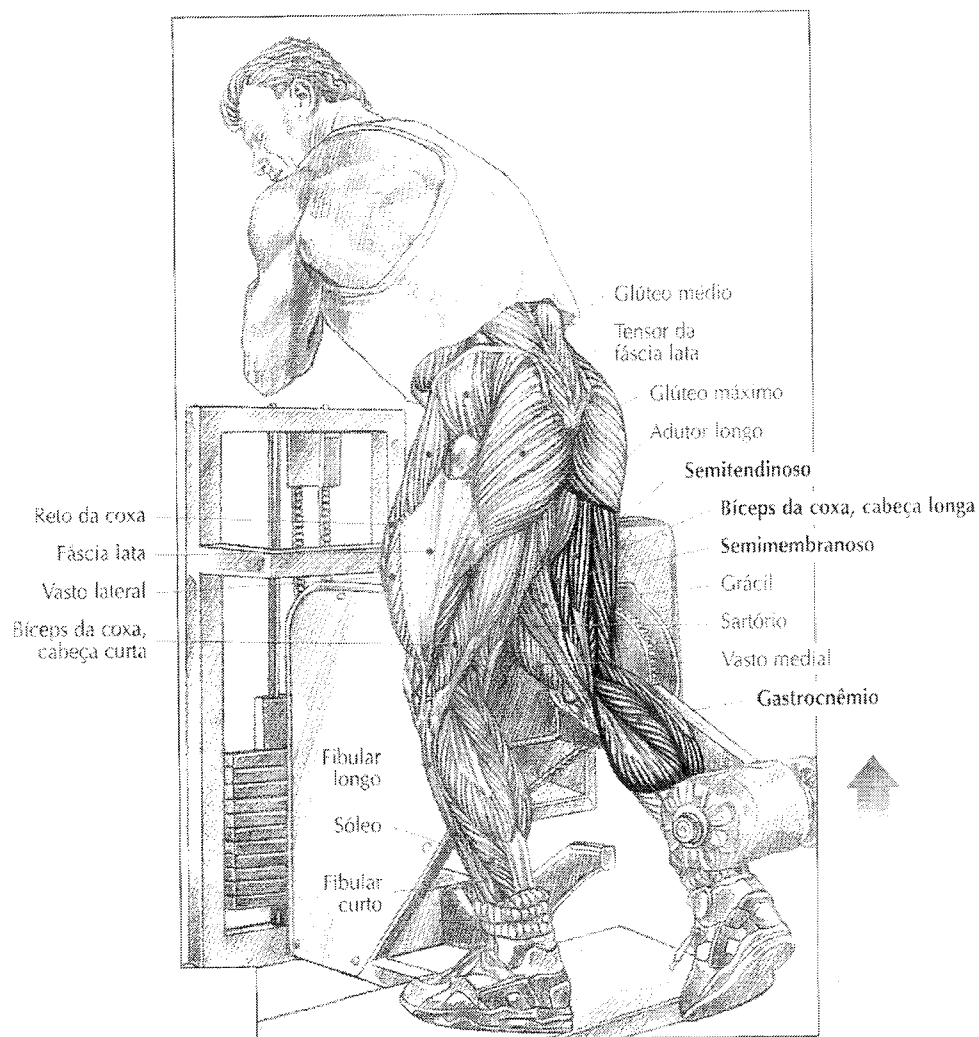 Glúteo médio
Tensor da
fáscia lata
Glúteo máximo
Adutor longo
Semitendinoso
Bíceps da coxa, cabeça longa
Semimembranoso
Grácil
Sartório
Vasto medial
Gastrocnêmio
Reto da coxa
Fáscia lata
Vasto lateral
Bíceps da coxa,
cabeça curta
Fibular
longo
Sóleo
Fibular
curto